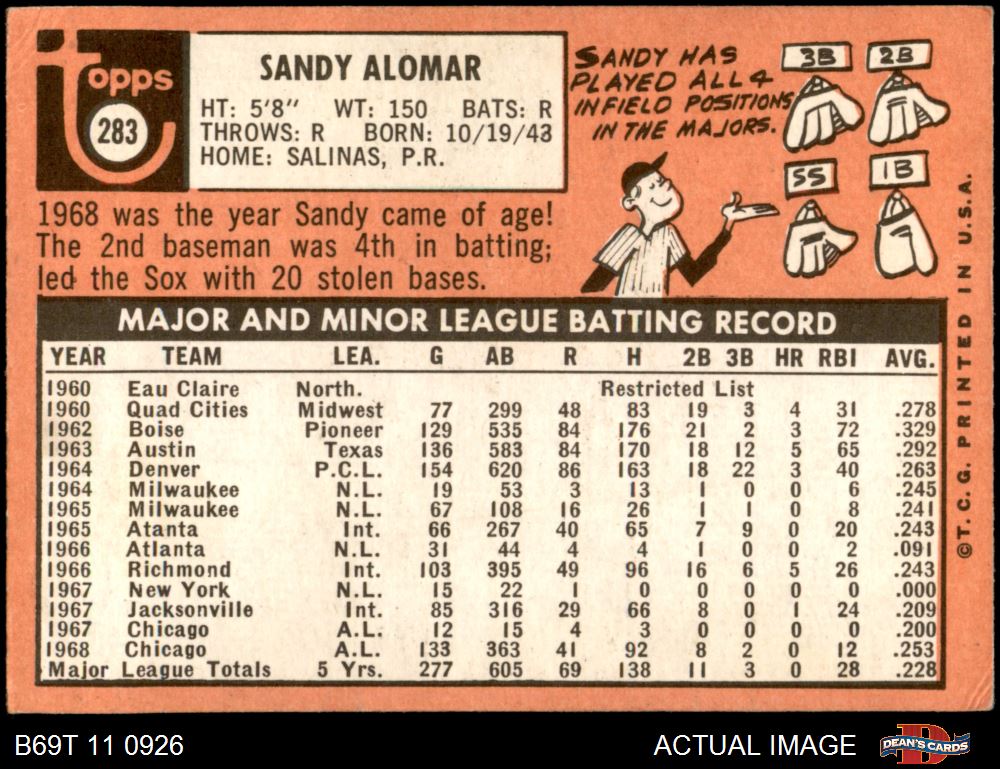 Topps
283
SANDY ALOMAR
HT: 5'8" WT: 150 BATS: R
THROWS: R BORN: 10/19/43
HOME: SALINAS, P.R.
SANDY HAS
PLAYED ALL 4
INFIELD POSITIONS
IN THE MAJORS.
3B 2B
SS 1B
1968 was the year Sandy came of age!
The 2nd baseman was 4th in batting;
led the Sox with 20 stolen bases.
MAJOR AND MINOR LEAGUE BATTING RECORD
YEAR TEAM LEA. G AB R H 2B 3B HR RBI AVG.
1960 Eau Claire North. Restricted List
1960 Quad Cities Midwest 77 299 48 83 19 3 4 31 .278
1962 Boise Pioneer 129 535 84 176 21 2 3 72 .329
1963 Austin Texas 136 583 84 170 18 12 5 65 .292
1964 Denver P.C.L. 154 620 86 163 18 22 3 40 .263
1964 Milwaukee N.L. 19 53 3 13 1 0 0 6 .245
1965 Milwaukee N.L. 67 108 16 26 1 1 0 8 .241
1965 Atanta Int. 66 267 40 65 7 9 0 20 .243
1966 Atlanta N.L. 31 44 4 4 1 0 0 2 .091
1966 Richmond Int. 103 395 49 96 16 6 5 26 .243
1967 New York N.L. 15 22 1 0 0 0 0 0 .000
1967 Jacksonville Int. 85 316 29 66 8 0 1 24 .209
1967 Chicago A.L. 12 15 4 3 0 0 0 0 .200
1968 Chicago A.L. 133 363 41 92 8 2 0 12 .253
Major League Totals 5 Yrs. 277 605 69 138 11 3 0 28 .228
©T.C.G. PRINTED IN U.S.A.
B69T 11 0926
ACTUAL IMAGE
D
DEAN'S CARDS